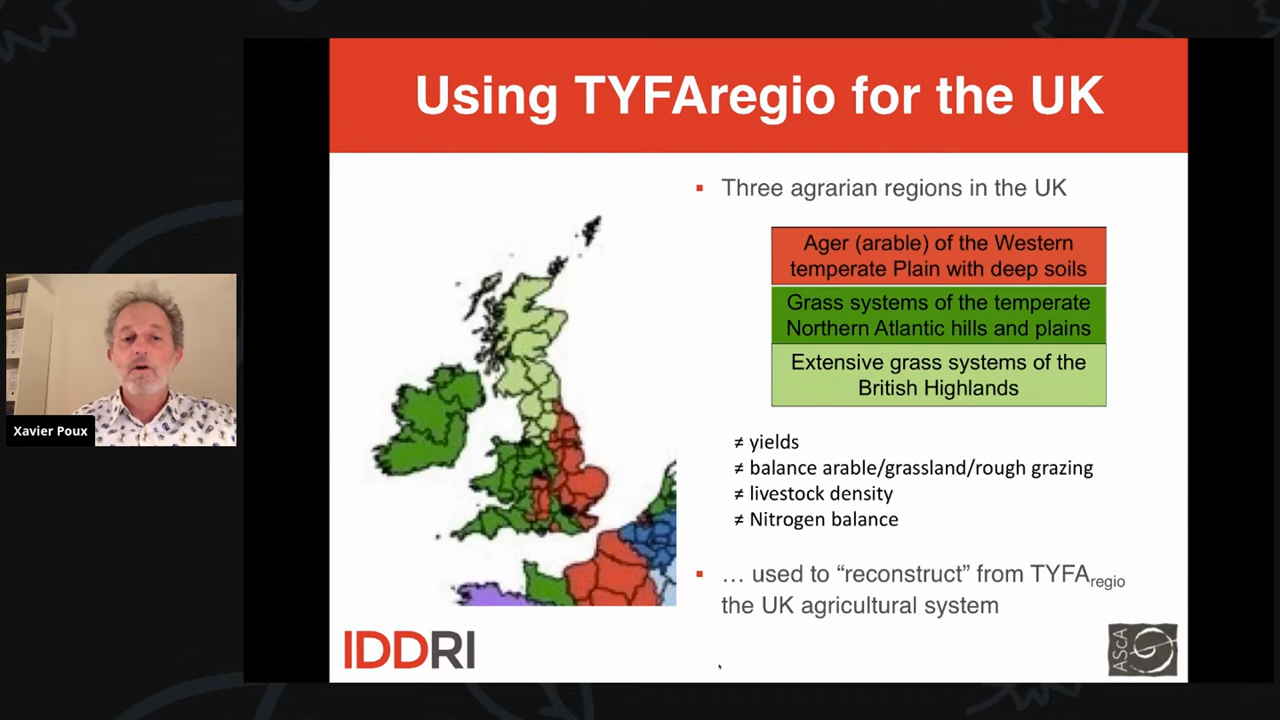 Using TYFAregio for the UK
▪ Three agrarian regions in the UK
Ager (arable) of the Western
temperate Plain with deep soils
Grass systems of the temperate
Northern Atlantic hills and plains
Extensive grass systems of the
British Highlands
≠ yields
≠ balance arable/grassland/rough grazing
≠ livestock density
≠ Nitrogen balance
▪ … used to “reconstruct” from TYFAregio
the UK agricultural system
Xavier Poux
IDDRI
ASCA